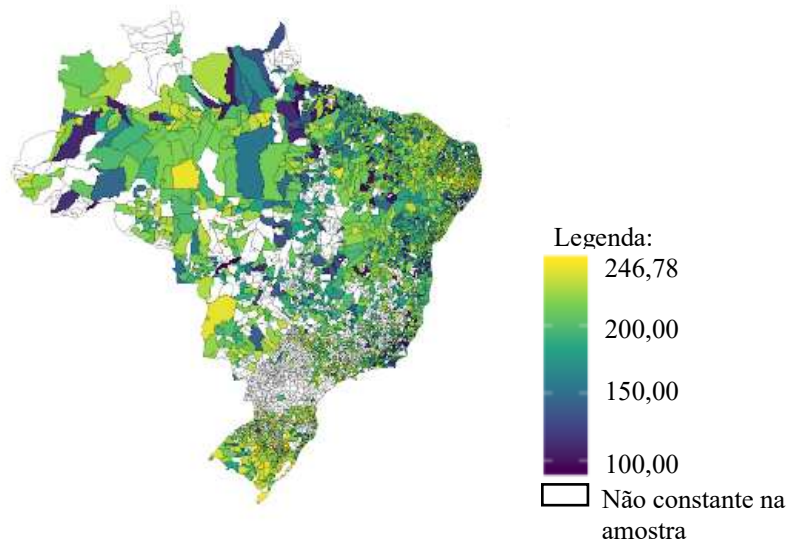 Legenda:
246,78
200,00
150,00
100,00
Não constante na
amostra